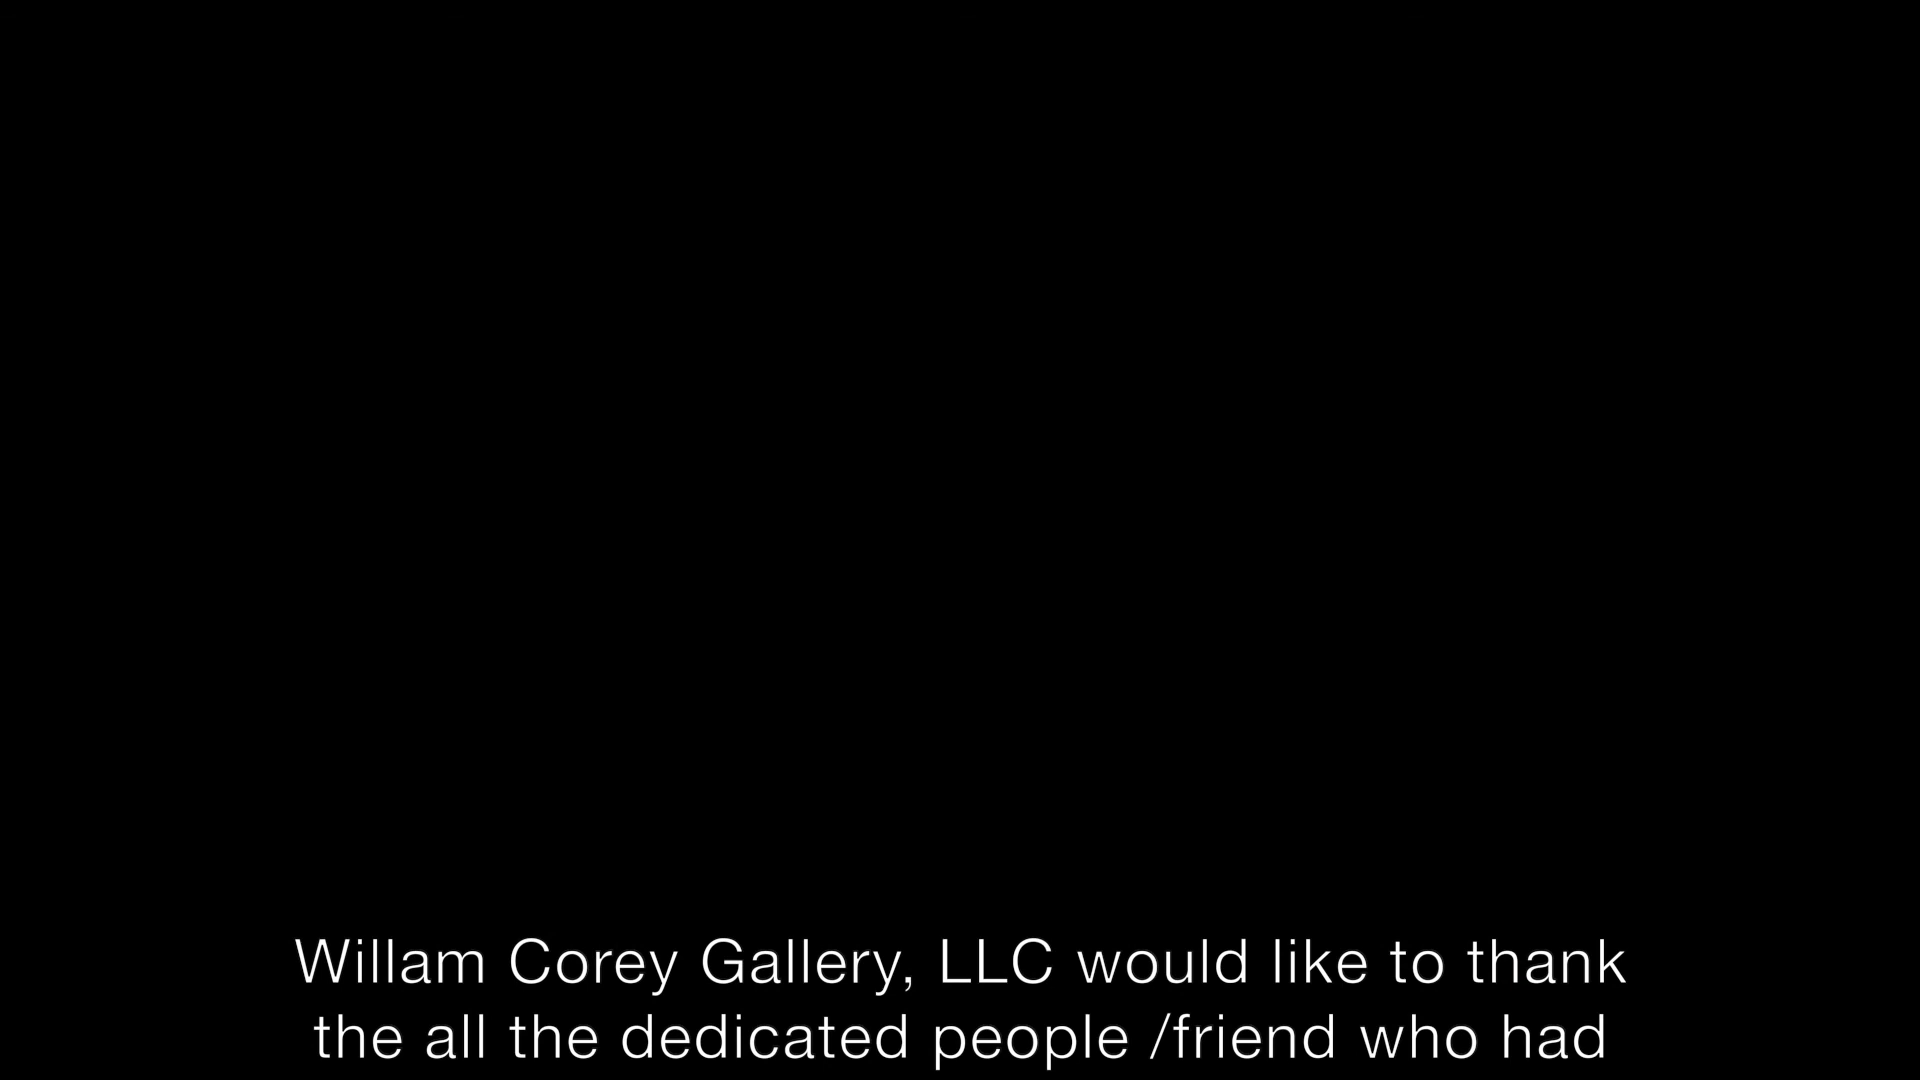 Willam Corey Gallery, LLC would like to thank
the all the dedicated people /friend who had